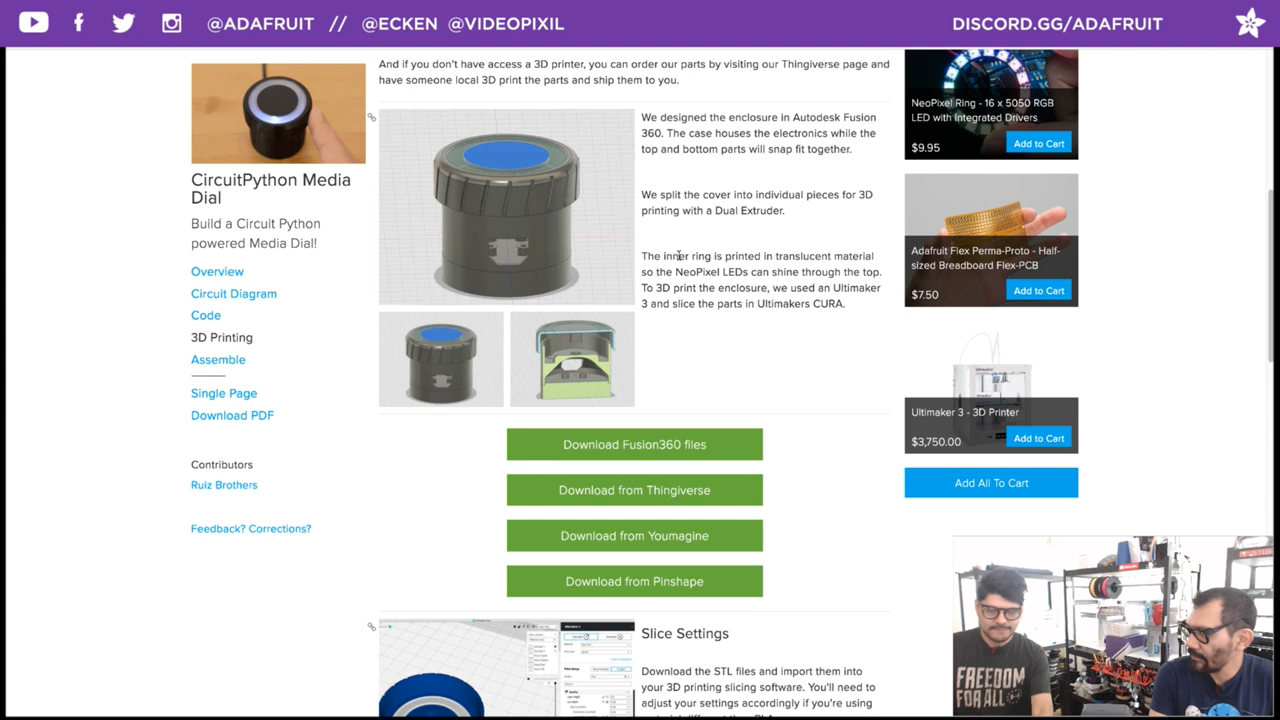 @ADAFRUIT // @ECKEN @VIDEOPIXIL
DISCORD.GG/ADAFRUIT
CircuitPython Media
Dial
Build a Circuit Python
powered Media Dial!
Overview
Circuit Diagram
Code
3D Printing
Assemble
Single Page
Download PDF
Contributors
Ruiz Brothers
Feedback? Corrections?
And if you don't have access a 3D printer, you can order our parts by visiting our Thingiverse page and
have someone local 3D print the parts and ship them to you.
We designed the enclosure in Autodesk Fusion
360. The case houses the electronics while the
top and bottom parts will snap fit together.
We split the cover into individual pieces for 3D
printing with a Dual Extruder.
The inner ring is printed in translucent material
so the NeoPixel LEDs can shine through the top.
To 3D print the enclosure, we used an Ultimaker
3 and slice the parts in Ultimakers CURA.
Download Fusion360 files
Download from Thingiverse
Download from Youmagine
Download from Pinshape
Slice Settings
Download the STL files and import them into
your 3D printing slicing software. You'll need to
adjust your settings accordingly if you're using
NeoPixel Ring - 16 x 5050 RGB
LED with Integrated Drivers
$9.95
Add to Cart
Adafruit Flex Perma-Proto - Half-
sized Breadboard Flex-PCB
$7.50
Add to Cart
Ultimaker 3 - 3D Printer
$3,750.00
Add to Cart
Add All To Cart
FREEDOM
FOR ALL